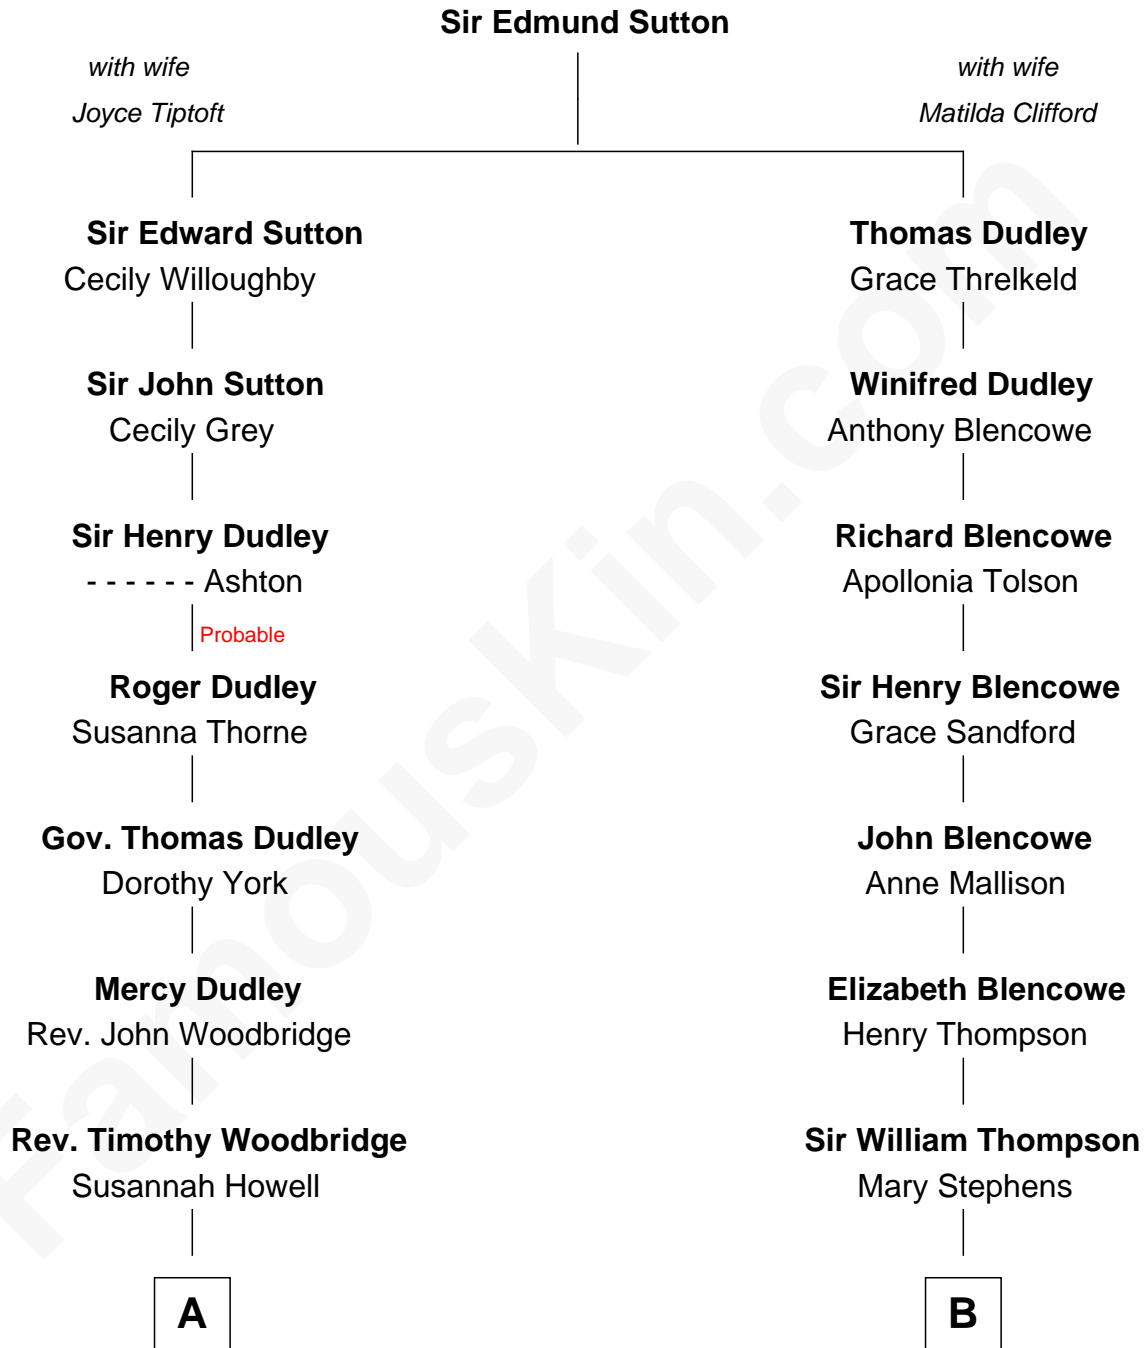 Sir Edmund Sutton
with wife
Joyce Tiptoft
with wife
Matilda Clifford
Sir Edward Sutton
Cecily Willoughby
Thomas Dudley
Grace Threlkeld
Sir John Sutton
Cecily Grey
Winifred Dudley
Anthony Blencowe
Sir Henry Dudley
- - - - - - Ashton
Richard Blencowe
Apollonia Tolson
Probable
Roger Dudley
Susanna Thorne
Sir Henry Blencowe
Grace Sandford
Gov. Thomas Dudley
Dorothy York
John Blencowe
Anne Mallison
Mercy Dudley
Rev. John Woodbridge
Elizabeth Blencowe
Henry Thompson
Rev. Timothy Woodbridge
Susannah Howell
Sir William Thompson
Mary Stephens
A
B
FamousKin.com